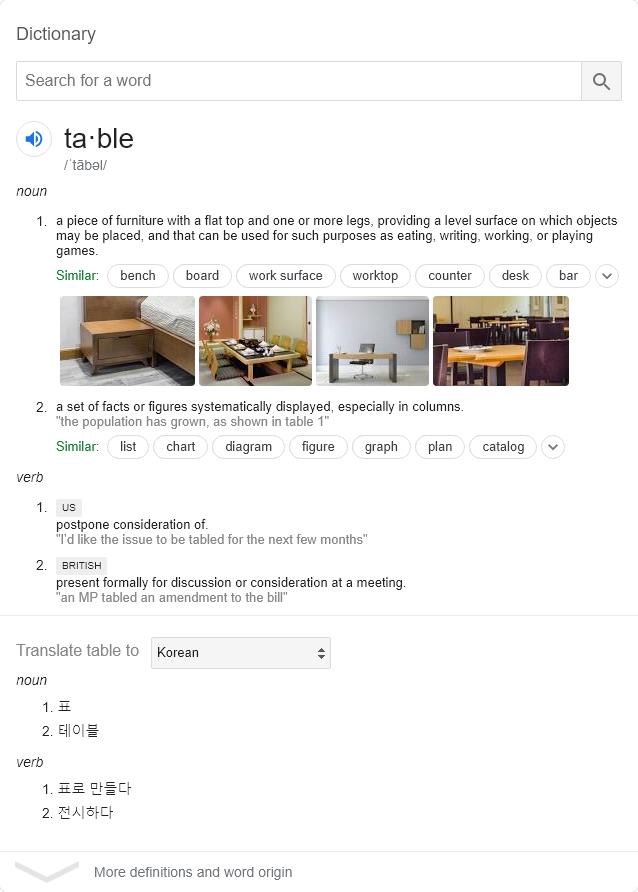 Dictionary
Search for a word
ta·ble
/ˈtābəl/
noun
1. a piece of furniture with a flat top and one or more legs, providing a level surface on which objects
may be placed, and that can be used for such purposes as eating, writing, working, or playing
games.
Similar: bench board work surface worktop counter desk bar
2. a set of facts or figures systematically displayed, especially in columns.
"the population has grown, as shown in table 1"
Similar: list chart diagram figure graph plan catalog
verb
1. US
postpone consideration of.
"I'd like the issue to be tabled for the next few months"
2. BRITISH
present formally for discussion or consideration at a meeting.
"an MP tabled an amendment to the bill"
Translate table to Korean
noun
1. 표
2. 테이블
verb
1. 표로 만들다
2. 전시하다
More definitions and word origin